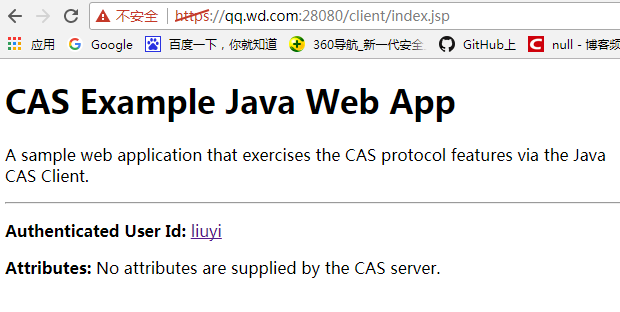 不安全 https://qq.wd.com:28080/client/index.jsp
应用 Google 百度一下，你就知道 360导航_新一代安全 GitHub上 null - 博客频
CAS Example Java Web App
A sample web application that exercises the CAS protocol features via the Java
CAS Client.
Authenticated User Id: liuyi
Attributes: No attributes are supplied by the CAS server.